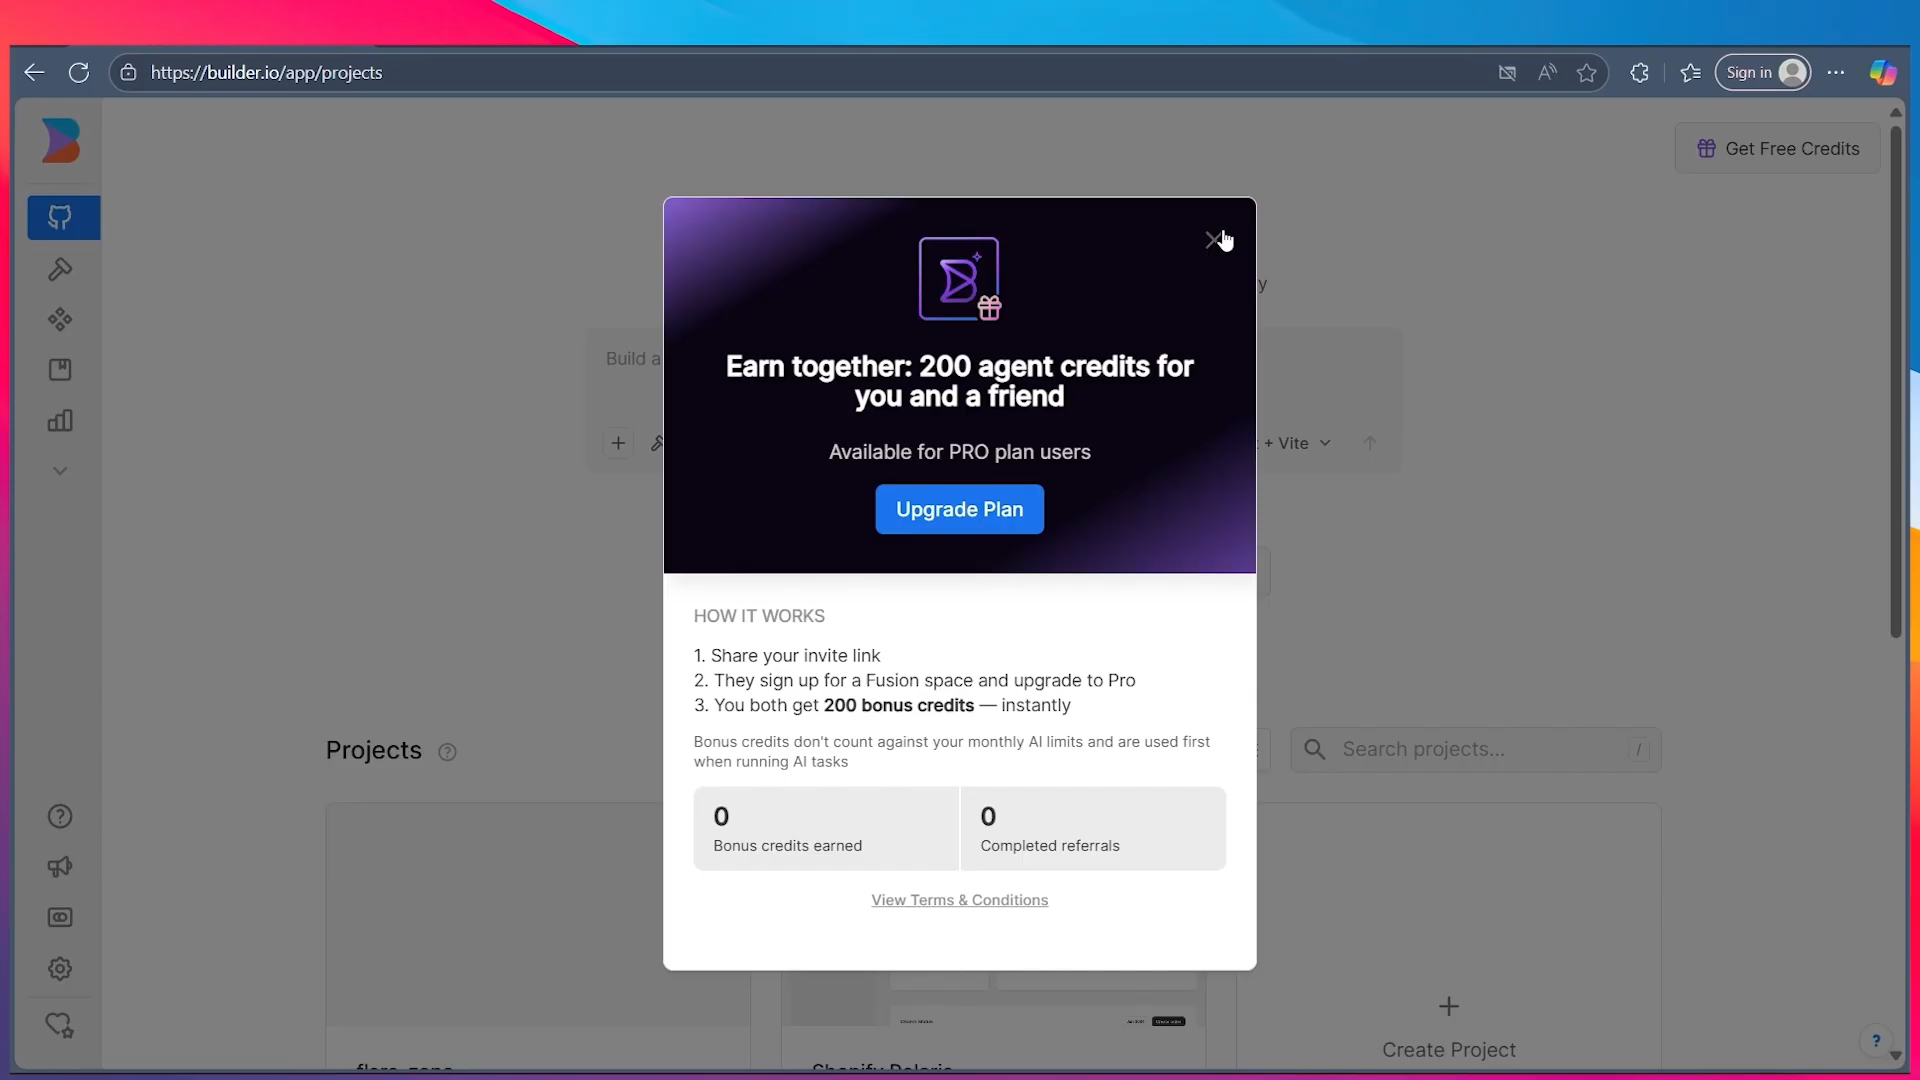 https://builder.io/app/projects
Sign in
Get Free Credits
Earn together: 200 agent credits for
you and a friend
Available for PRO plan users
Upgrade Plan
y
Build a
+ Vite
HOW IT WORKS
1. Share your invite link
2. They sign up for a Fusion space and upgrade to Pro
3. You both get 200 bonus credits — instantly
Bonus credits don't count against your monthly AI limits and are used first
when running AI tasks
Projects
Search projects...
/
0
Bonus credits earned
0
Completed referrals
View Terms & Conditions
Create Project